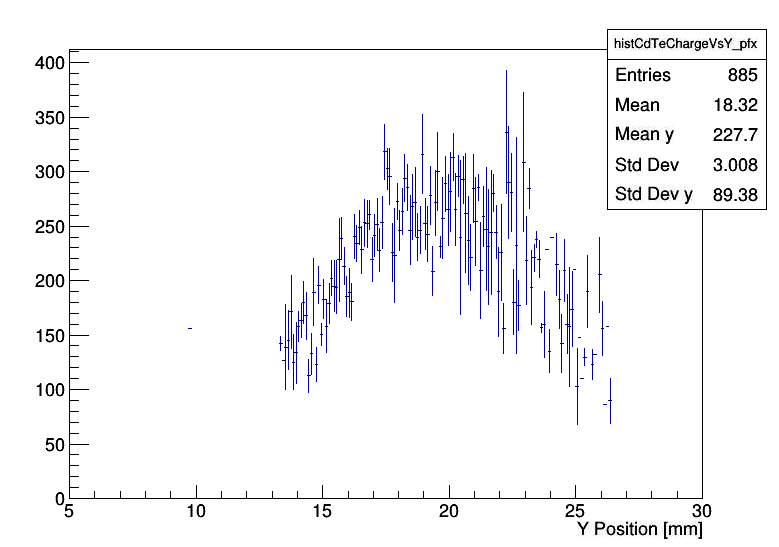 histCdTeChargeVsY_pfx
Entries 885
Mean 18.32
Mean y 227.7
Std Dev 3.008
Std Dev y 89.38
400
350
300
250
200
150
100
50
0
5 10 15 20 25 30
Y Position [mm]